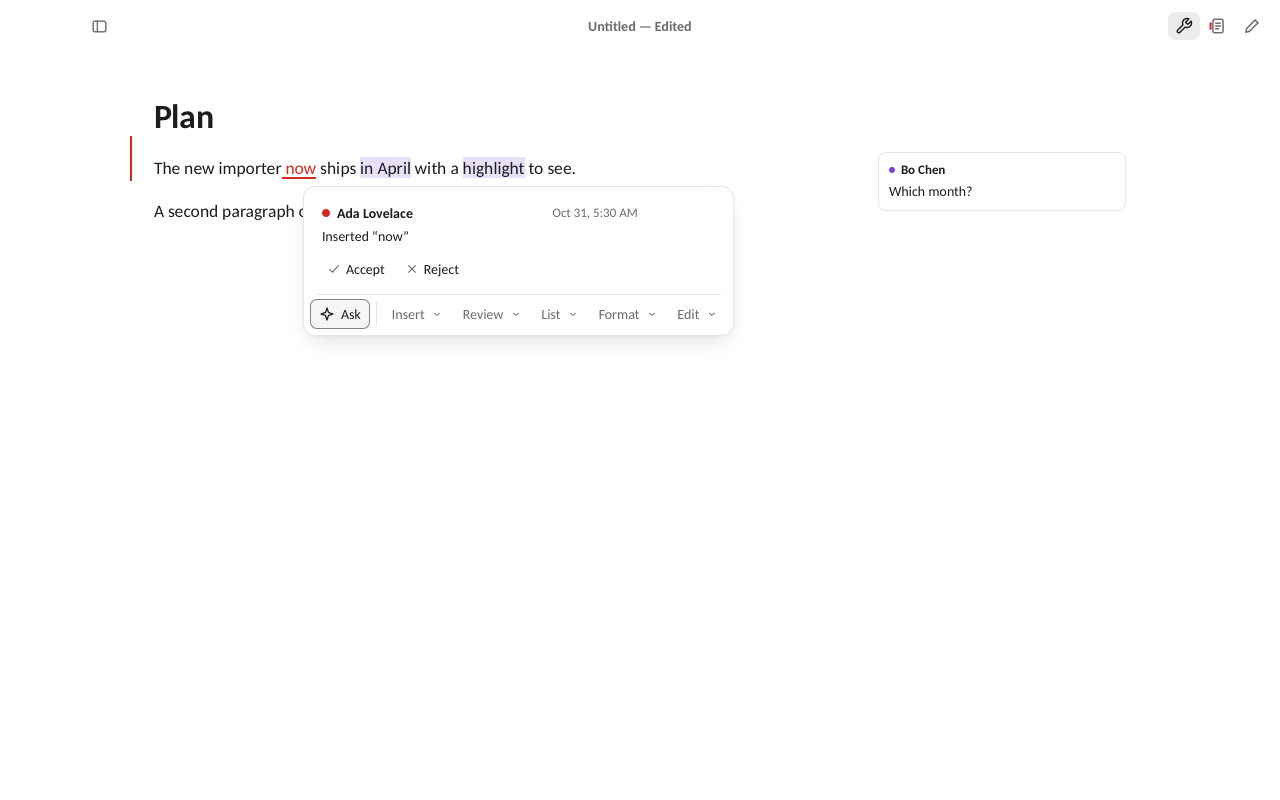 Untitled — Edited
Plan
The new importer now ships in April with a highlight to see.
Bo Chen
Which month?
A second paragraph
Ada Lovelace Oct 31, 5:30 AM
Inserted “now”
Accept Reject
Ask Insert Review List Format Edit